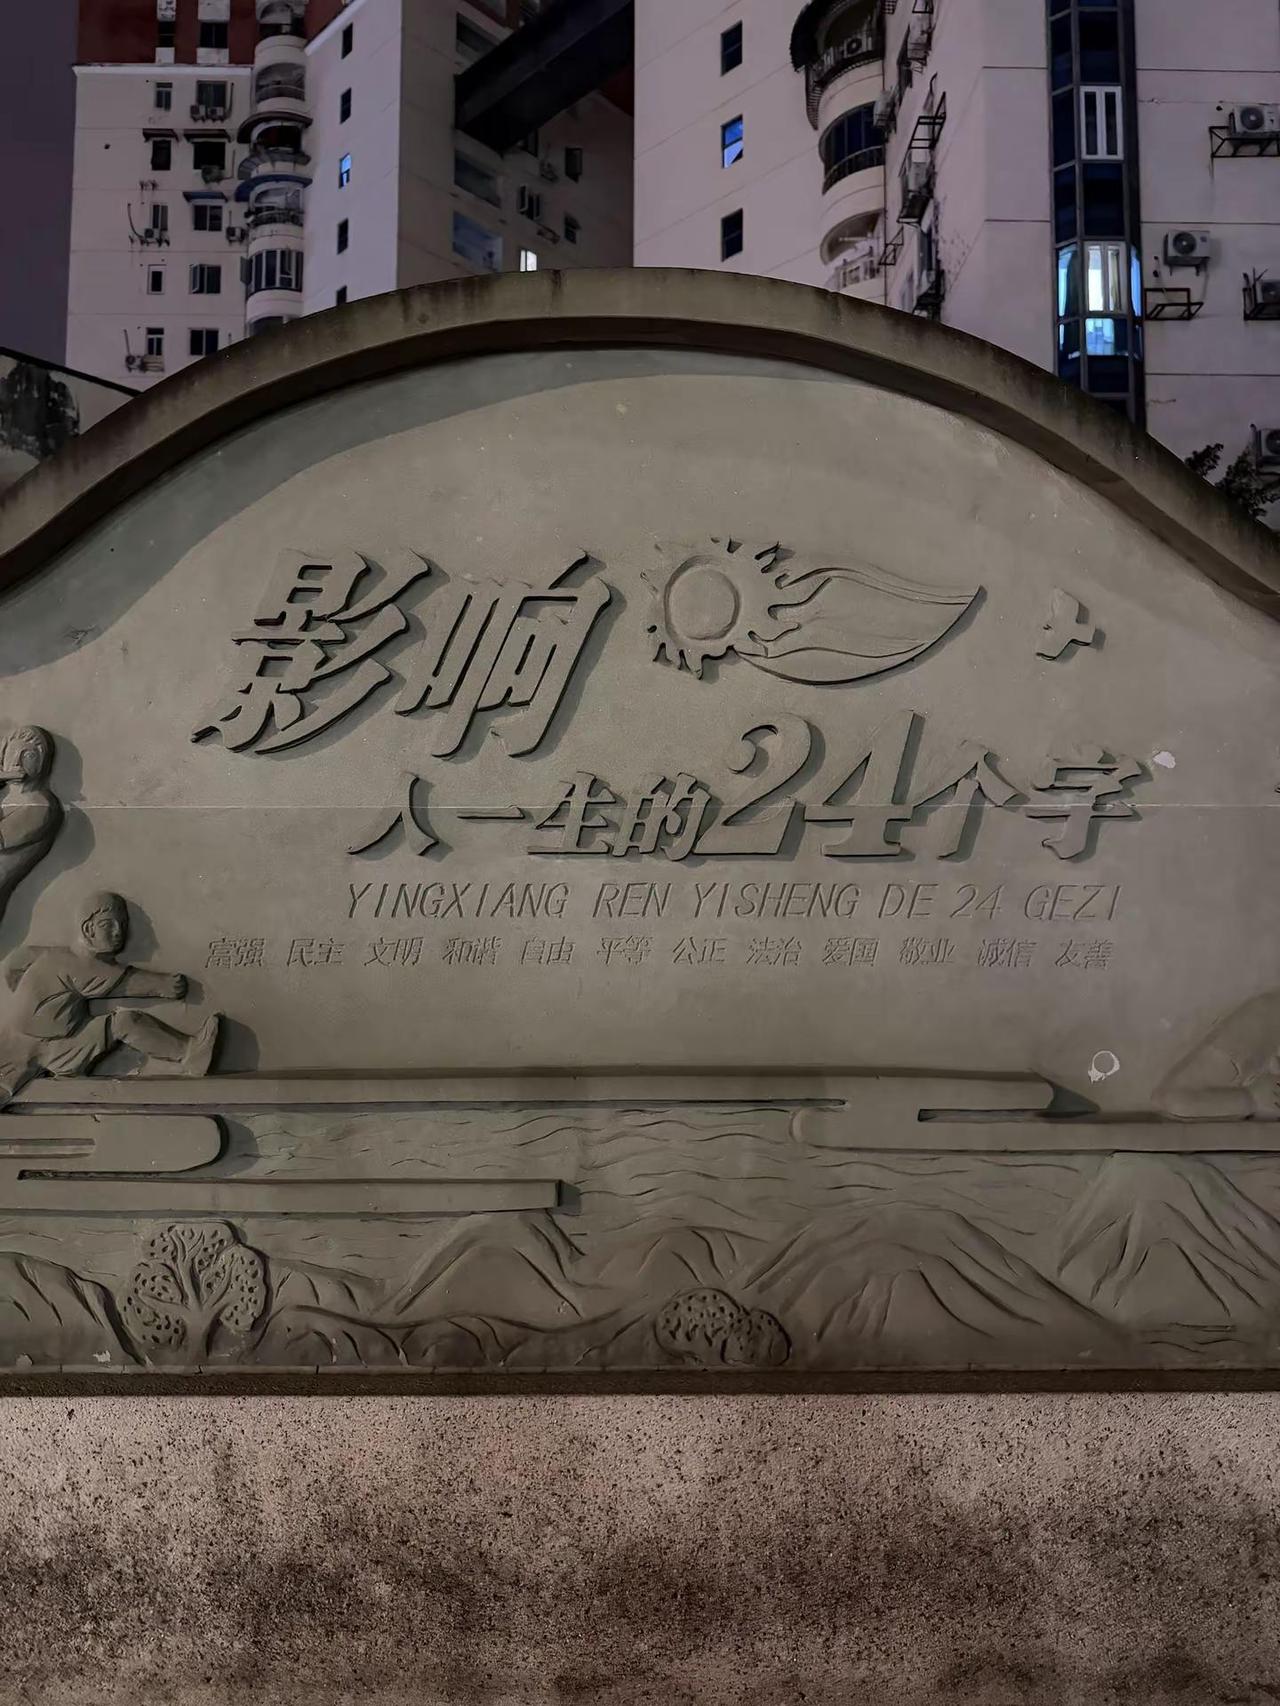 影响
人一生的24个字
YINGXIANG REN YISHENG DE 24 GEZI
富强 民主 文明 和谐 自由 平等 公正 法治 爱国 敬业 诚信 友善